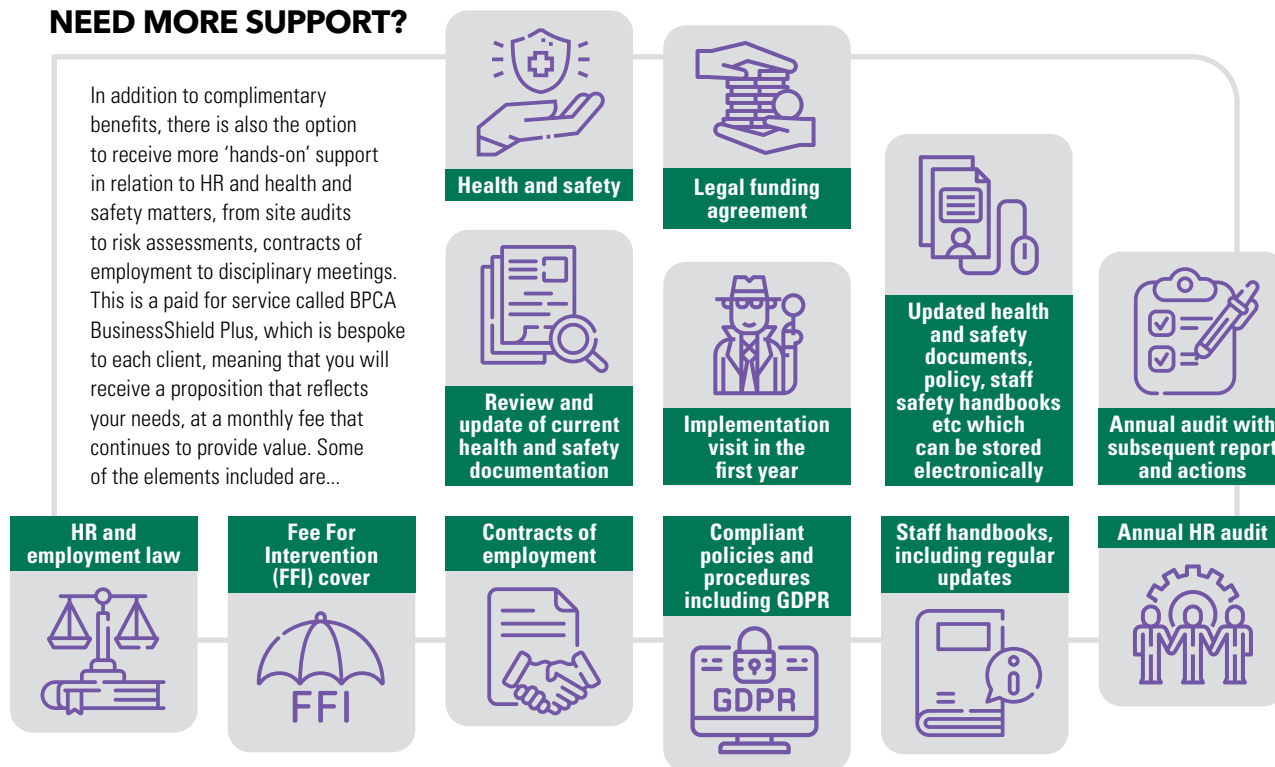 NEED MORE SUPPORT?
In addition to complimentary
benefits, there is also the option
to receive more ‘hands-on’ support
in relation to HR and health and
safety matters, from site audits
to risk assessments, contracts of
employment to disciplinary meetings.
This is a paid for service called BPCA
BusinessShield Plus, which is bespoke
to each client, meaning that you will
receive a proposition that reflects
your needs, at a monthly fee that
continues to provide value. Some
of the elements included are...
Health and safety
Legal funding
agreement
Review and
update of current
health and safety
documentation
Implementation
visit in the
first year
Updated health
and safety
documents,
policy, staff
safety handbooks
etc which
can be stored
electronically
Annual audit with
subsequent report
and actions
HR and
employment law
Fee For
Intervention
(FFI) cover
FFI
Contracts of
employment
Compliant
policies and
procedures
including GDPR
GDPR
Staff handbooks,
including regular
updates
Annual HR audit